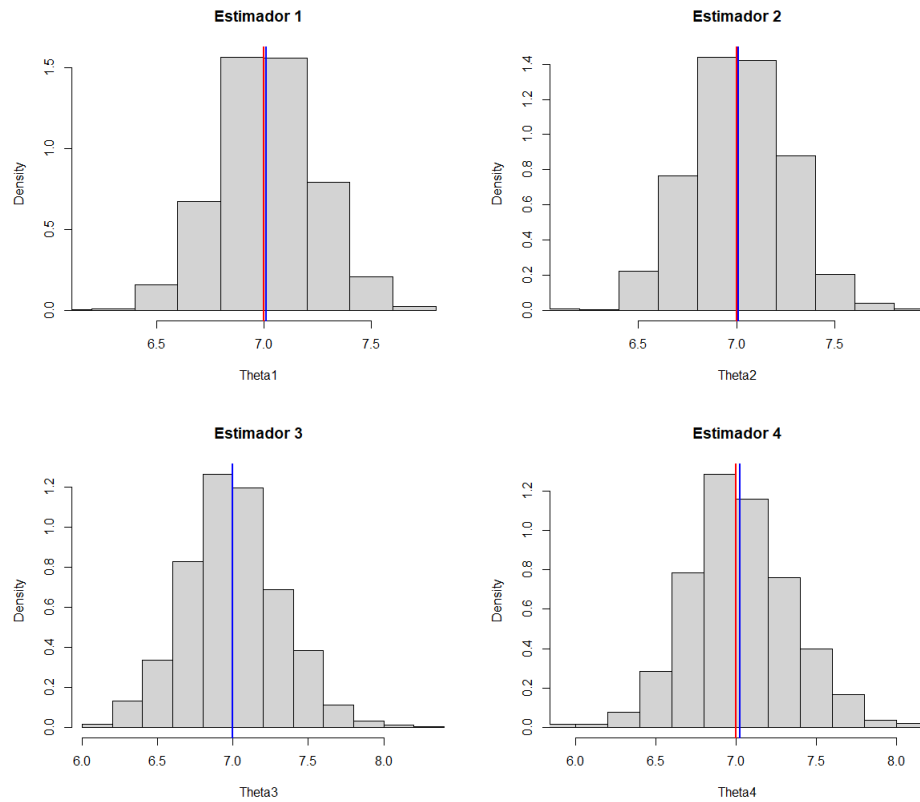 Estimador 1
Density
0.0 0.5 1.0 1.5
6.5 7.0 7.5
Theta1
Estimador 2
Density
0.0 0.2 0.4 0.6 0.8 1.0 1.2 1.4
6.5 7.0 7.5
Theta2
Estimador 3
Density
0.0 0.2 0.4 0.6 0.8 1.0 1.2
6.0 6.5 7.0 7.5 8.0
Theta3
Estimador 4
Density
0.0 0.2 0.4 0.6 0.8 1.0 1.2
6.0 6.5 7.0 7.5 8.0
Theta4